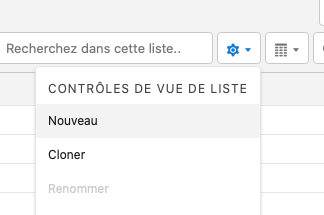 Recherchez dans cette liste..
CONTRÔLES DE VUE DE LISTE
Nouveau
Cloner
Renommer